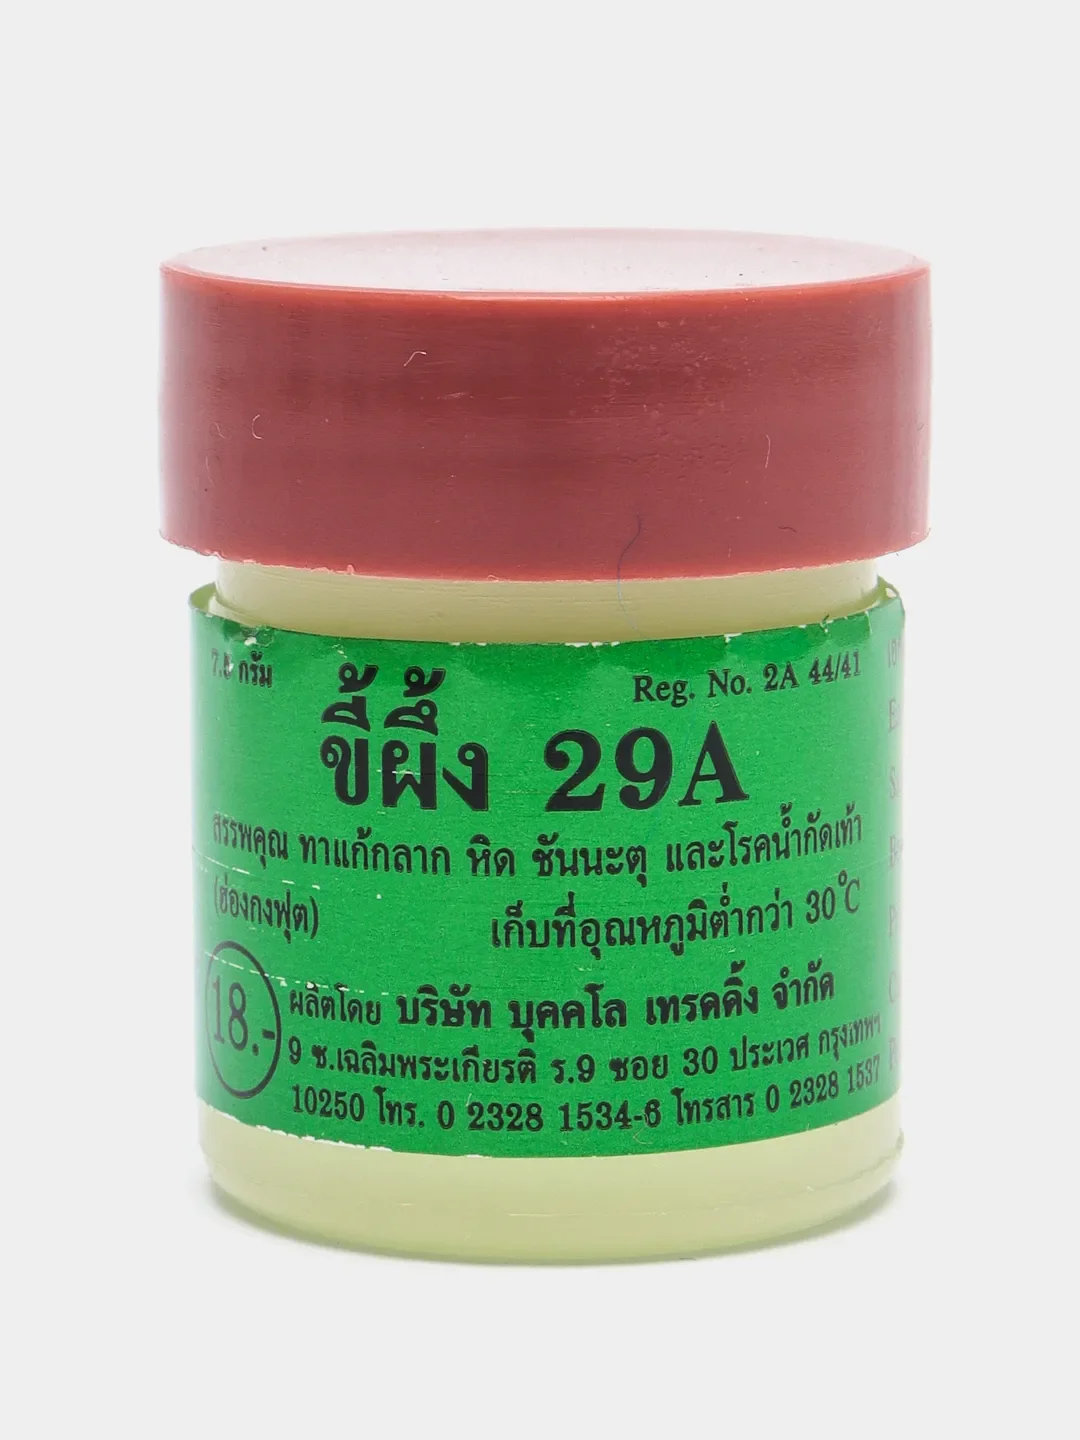 7.5 กรัม
Reg. No. 2A 44/41
ขี้ผึ้ง 29A
สรรพคุณ ทาแก้กลาก หิด ชันนะตุ และโรคน้ำกัดเท้า
(ฮ่องกงฟุต)
เก็บที่อุณหภูมิต่ำกว่า 30°C
18.-
ผลิตโดย บริษัท บุคคโล เทรดดิ้ง จำกัด
9 ซ.เฉลิมพระเกียรติ ร.9 ซอย 30 ประเวศ กรุงเทพฯ
10250 โทร. 0 2328 1534-6 โทรสาร 0 2328 1537